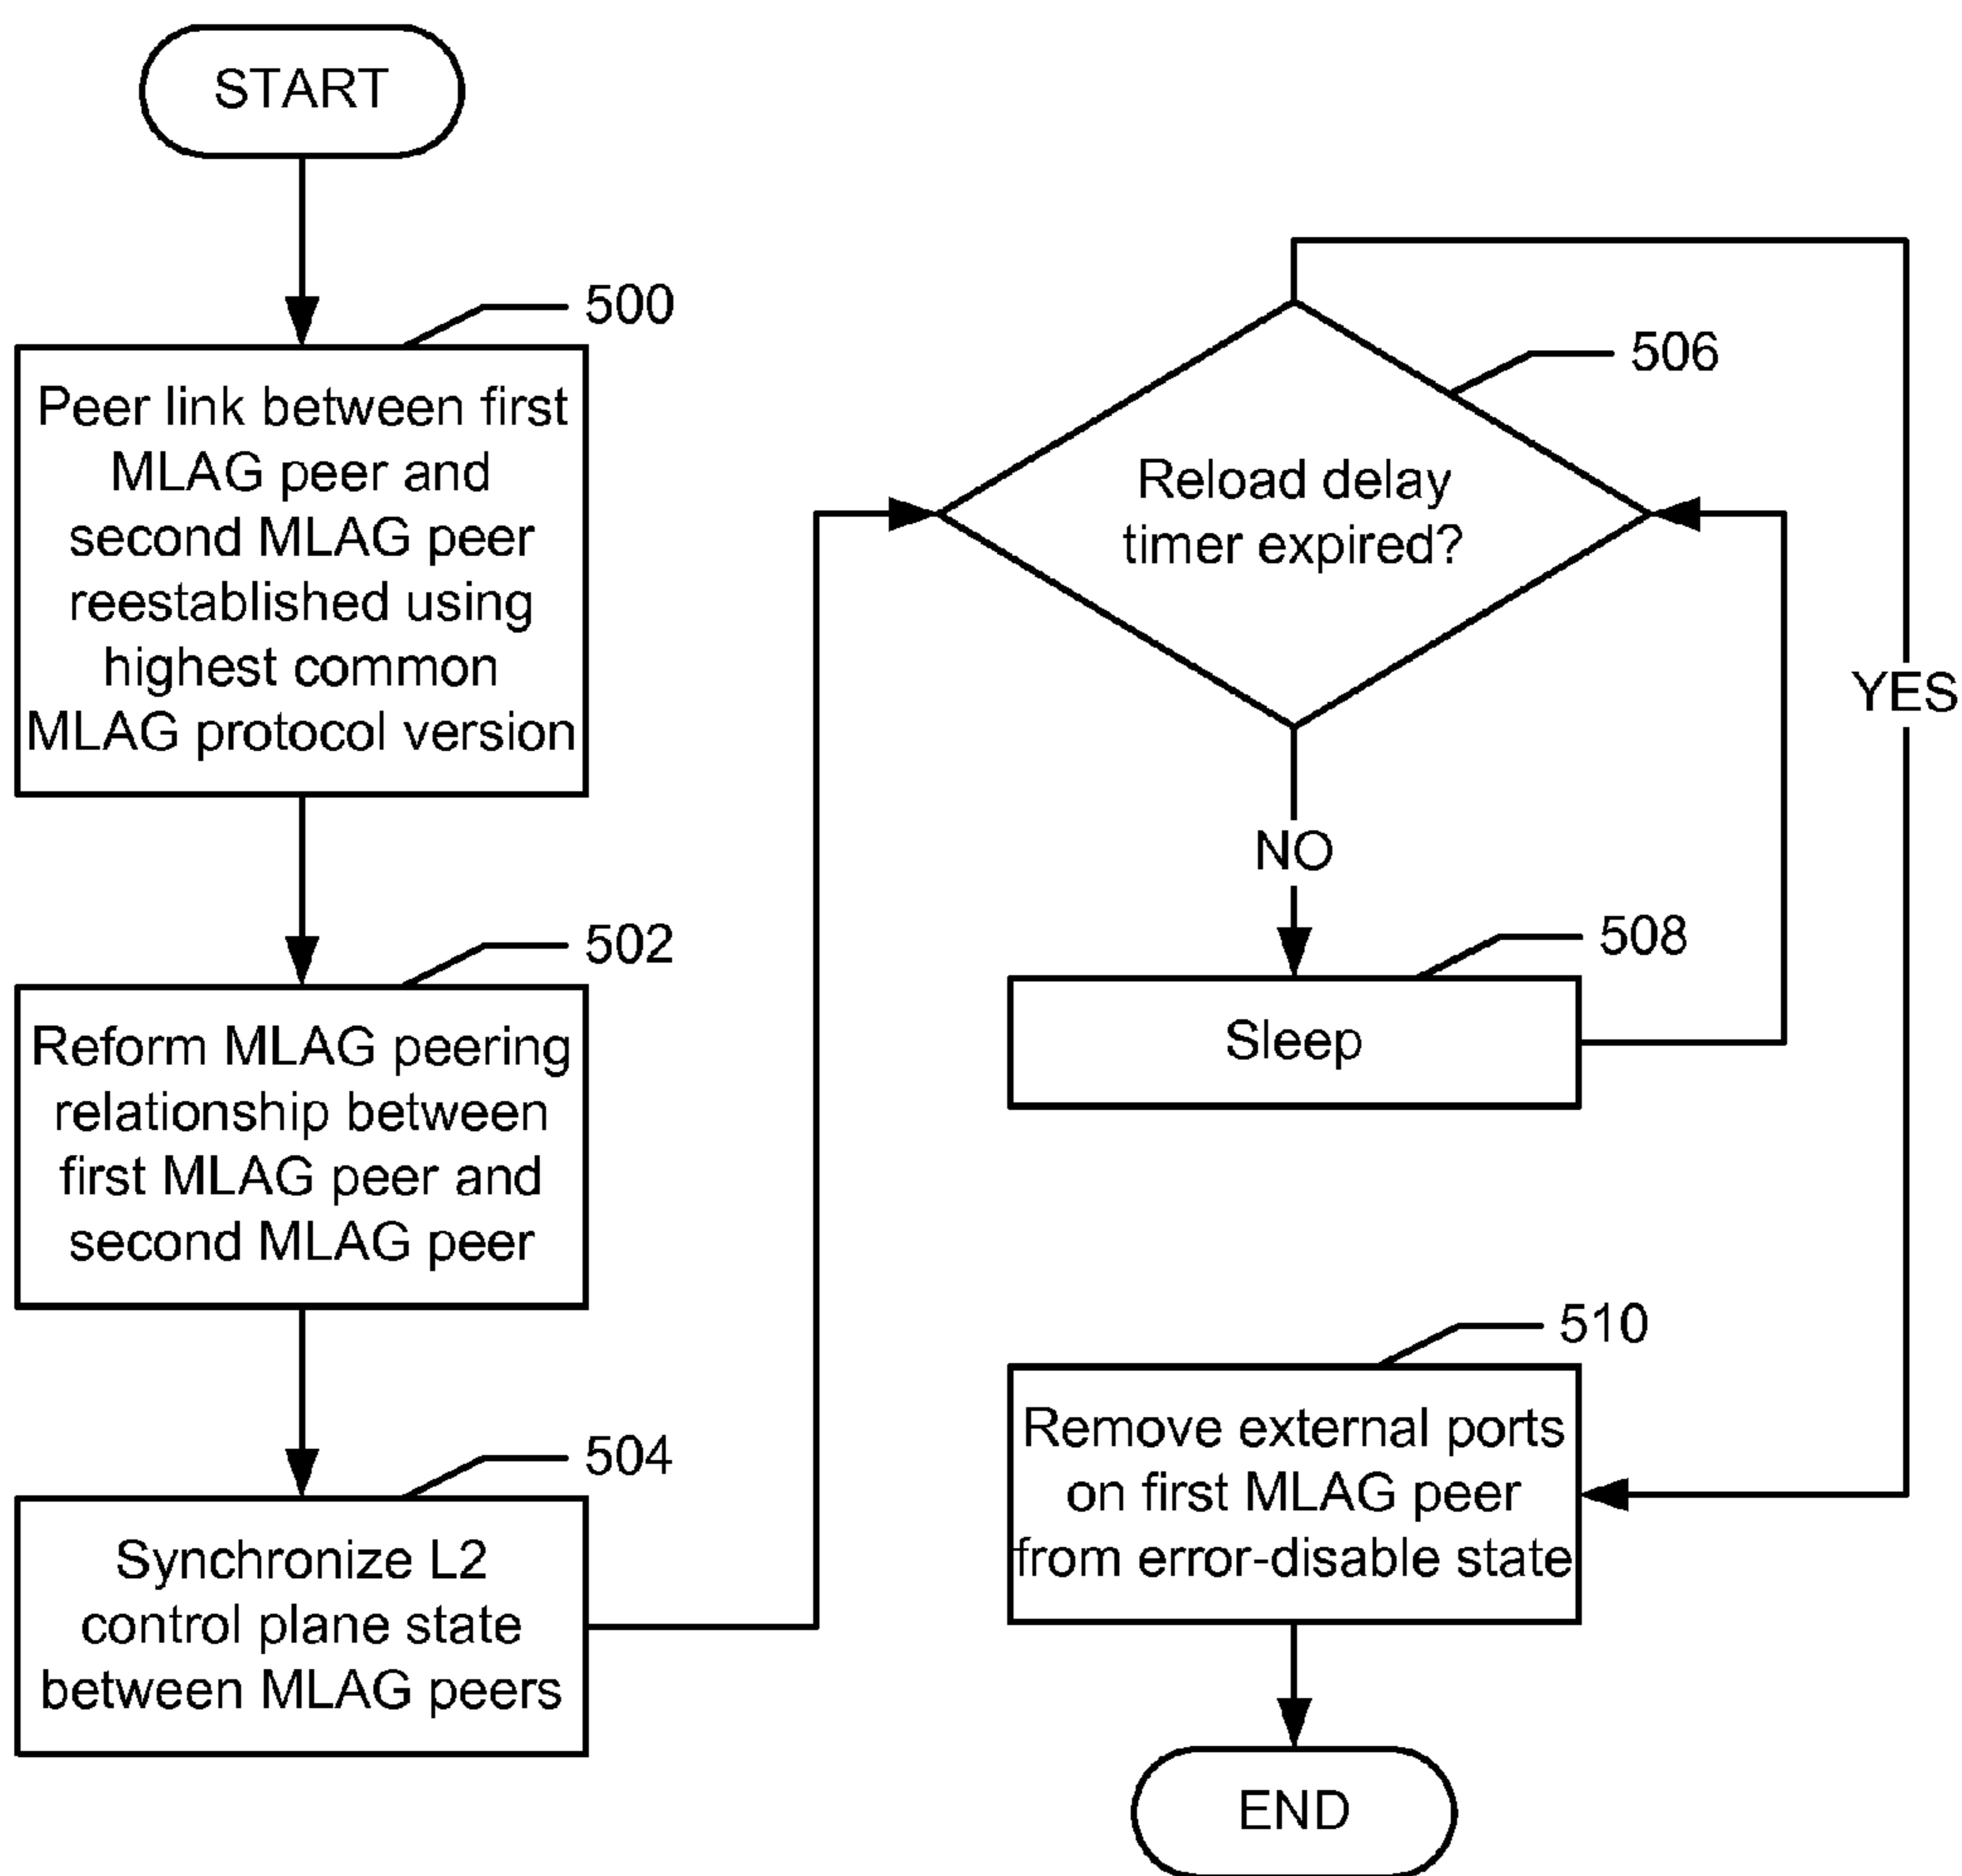 START
500
Peer link between first
MLAG peer and
second MLAG peer
reestablished using
highest common
MLAG protocol version
502
Reform MLAG peering
relationship between
first MLAG peer and
second MLAG peer
504
Synchronize L2
control plane state
between MLAG peers
506
Reload delay
timer expired?
YES
NO
508
Sleep
510
Remove external ports
on first MLAG peer
from error-disable state
END